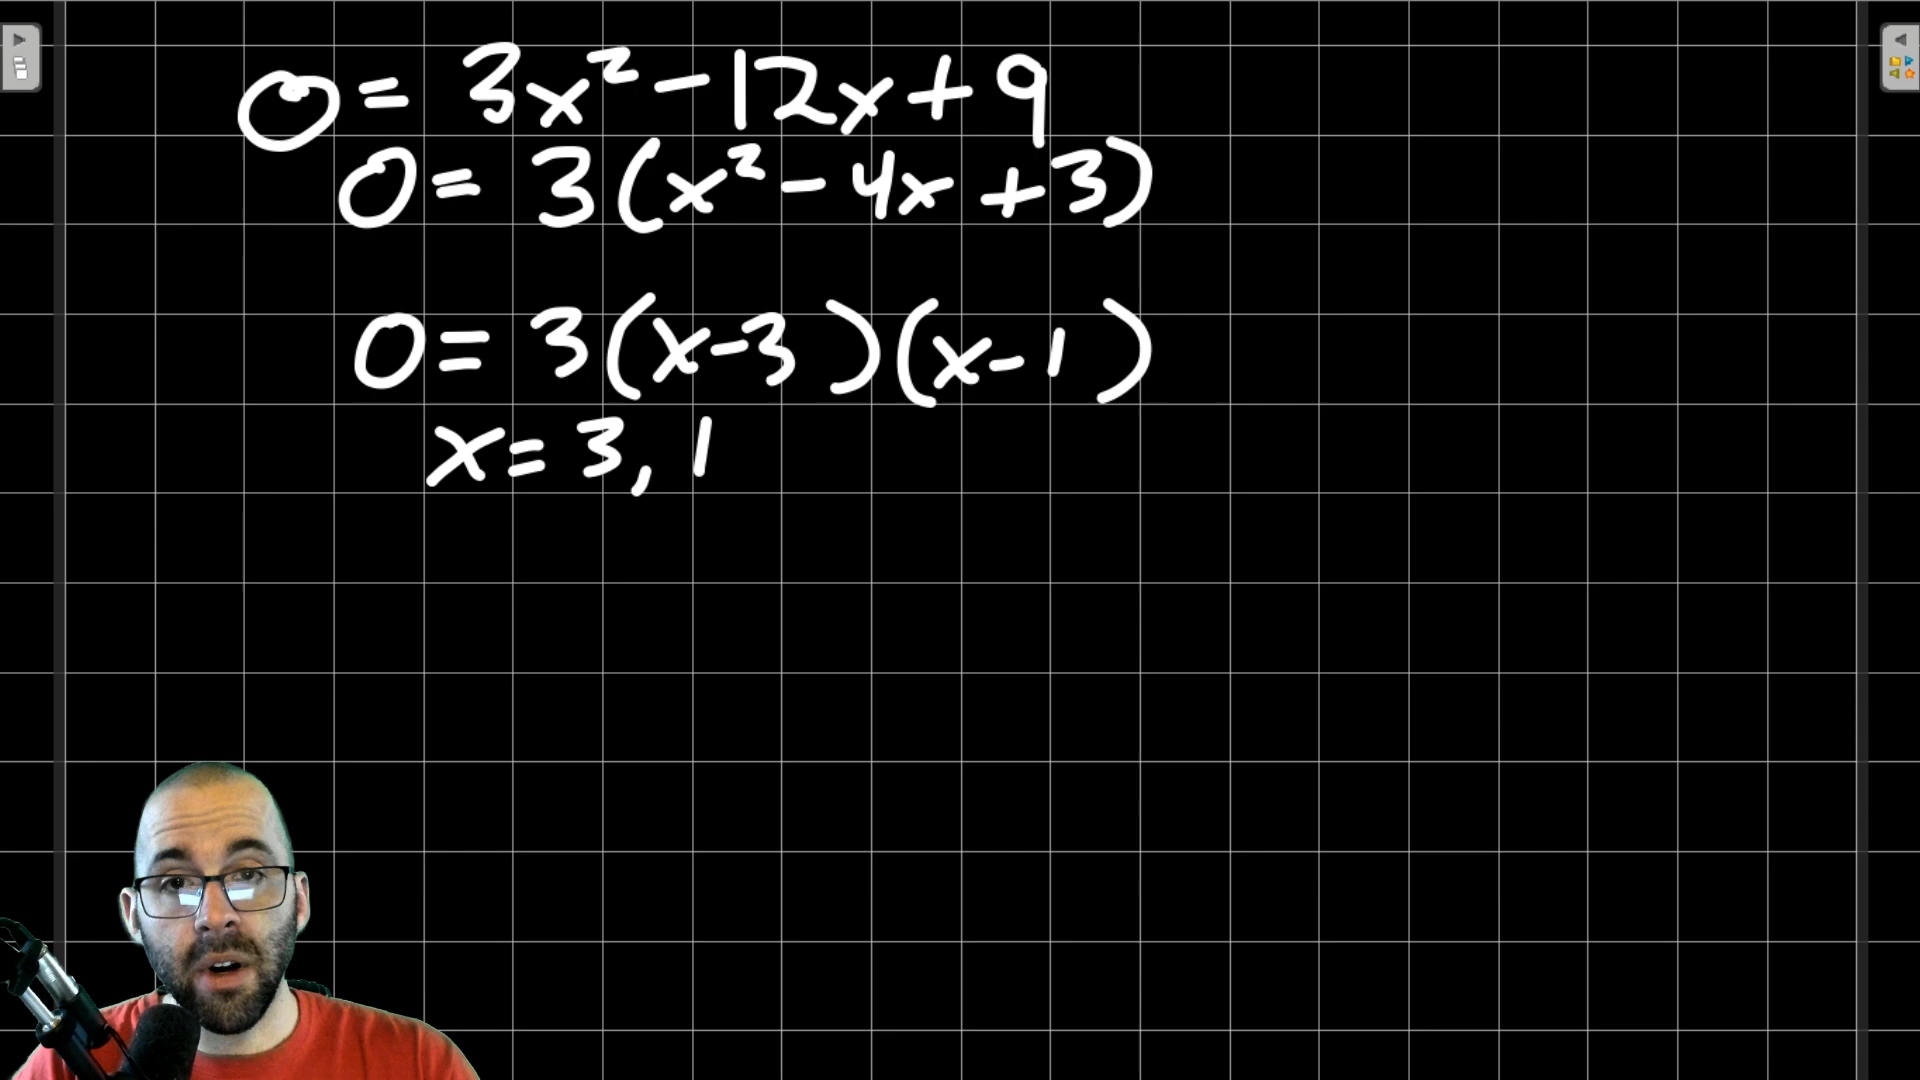 0 = 3x² - 12x + 9
0 = 3(x² - 4x + 3)
0 = 3(x-3)(x-1)
x = 3, 1